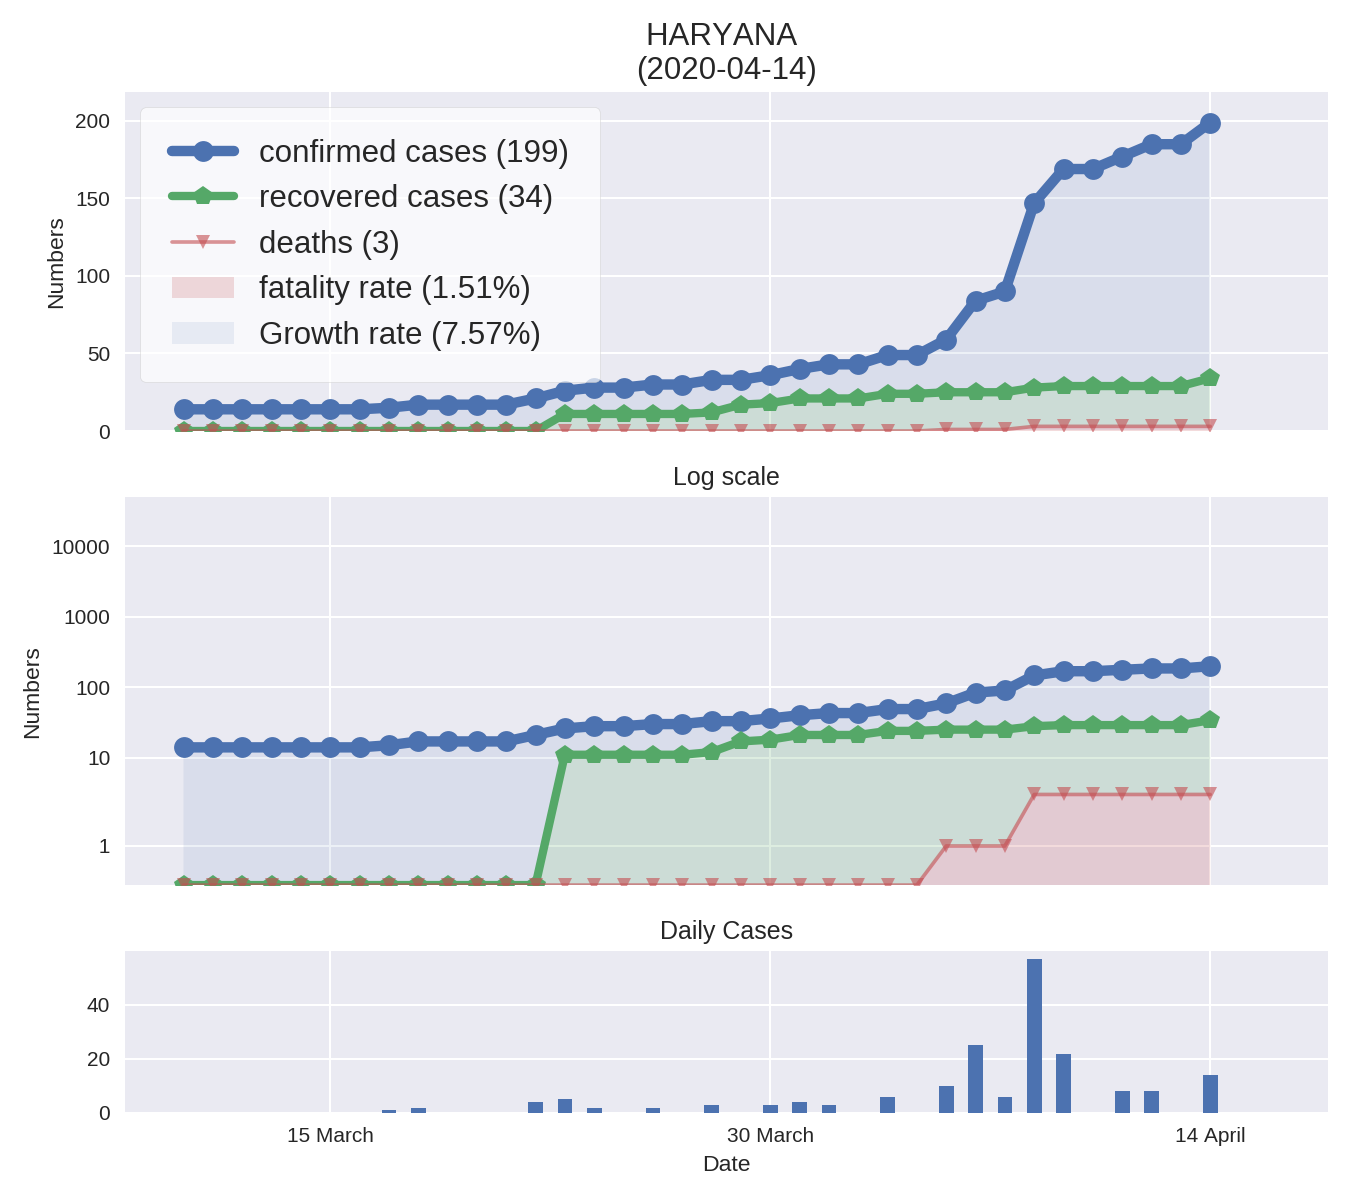 HARYANA
(2020-04-14)
200
150
100
50
0
Numbers
confirmed cases (199)
recovered cases (34)
deaths (3)
fatality rate (1.51%)
Growth rate (7.57%)
Log scale
10000
1000
100
10
1
Numbers
Daily Cases
40
20
0
15 March 30 March 14 April
Date